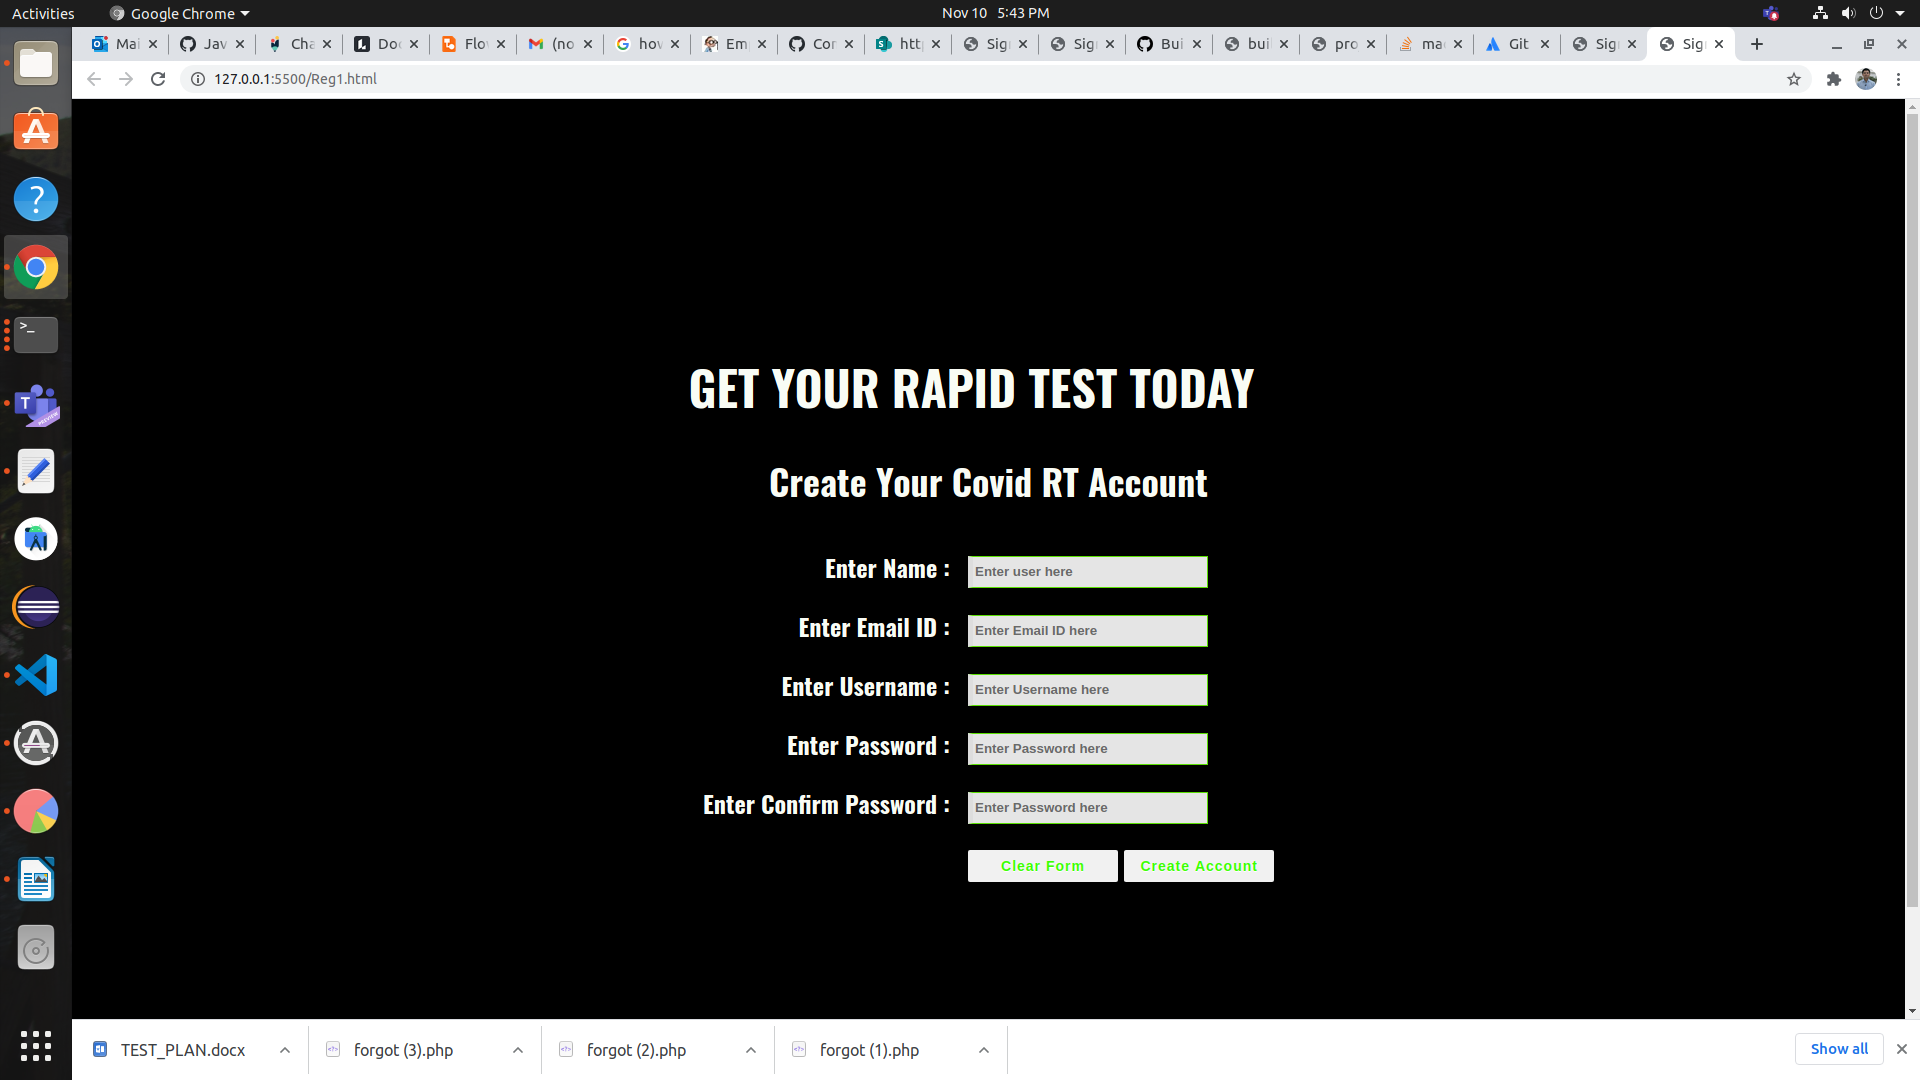 Activities
Google Chrome
Nov 10 5:43 PM
Mai
Jav
Cha
Doc
Flo
(no
how
Em
Cor
htt
Sig
Sig
Bui
buil
pro
ma
Git
Sig
Sig
127.0.0.1:5500/Reg1.html
GET YOUR RAPID TEST TODAY
Create Your Covid RT Account
Enter Name :
Enter user here
Enter Email ID :
Enter Email ID here
Enter Username :
Enter Username here
Enter Password :
Enter Password here
Enter Confirm Password :
Enter Password here
Clear Form
Create Account
TEST_PLAN.docx
forgot (3).php
forgot (2).php
forgot (1).php
Show all